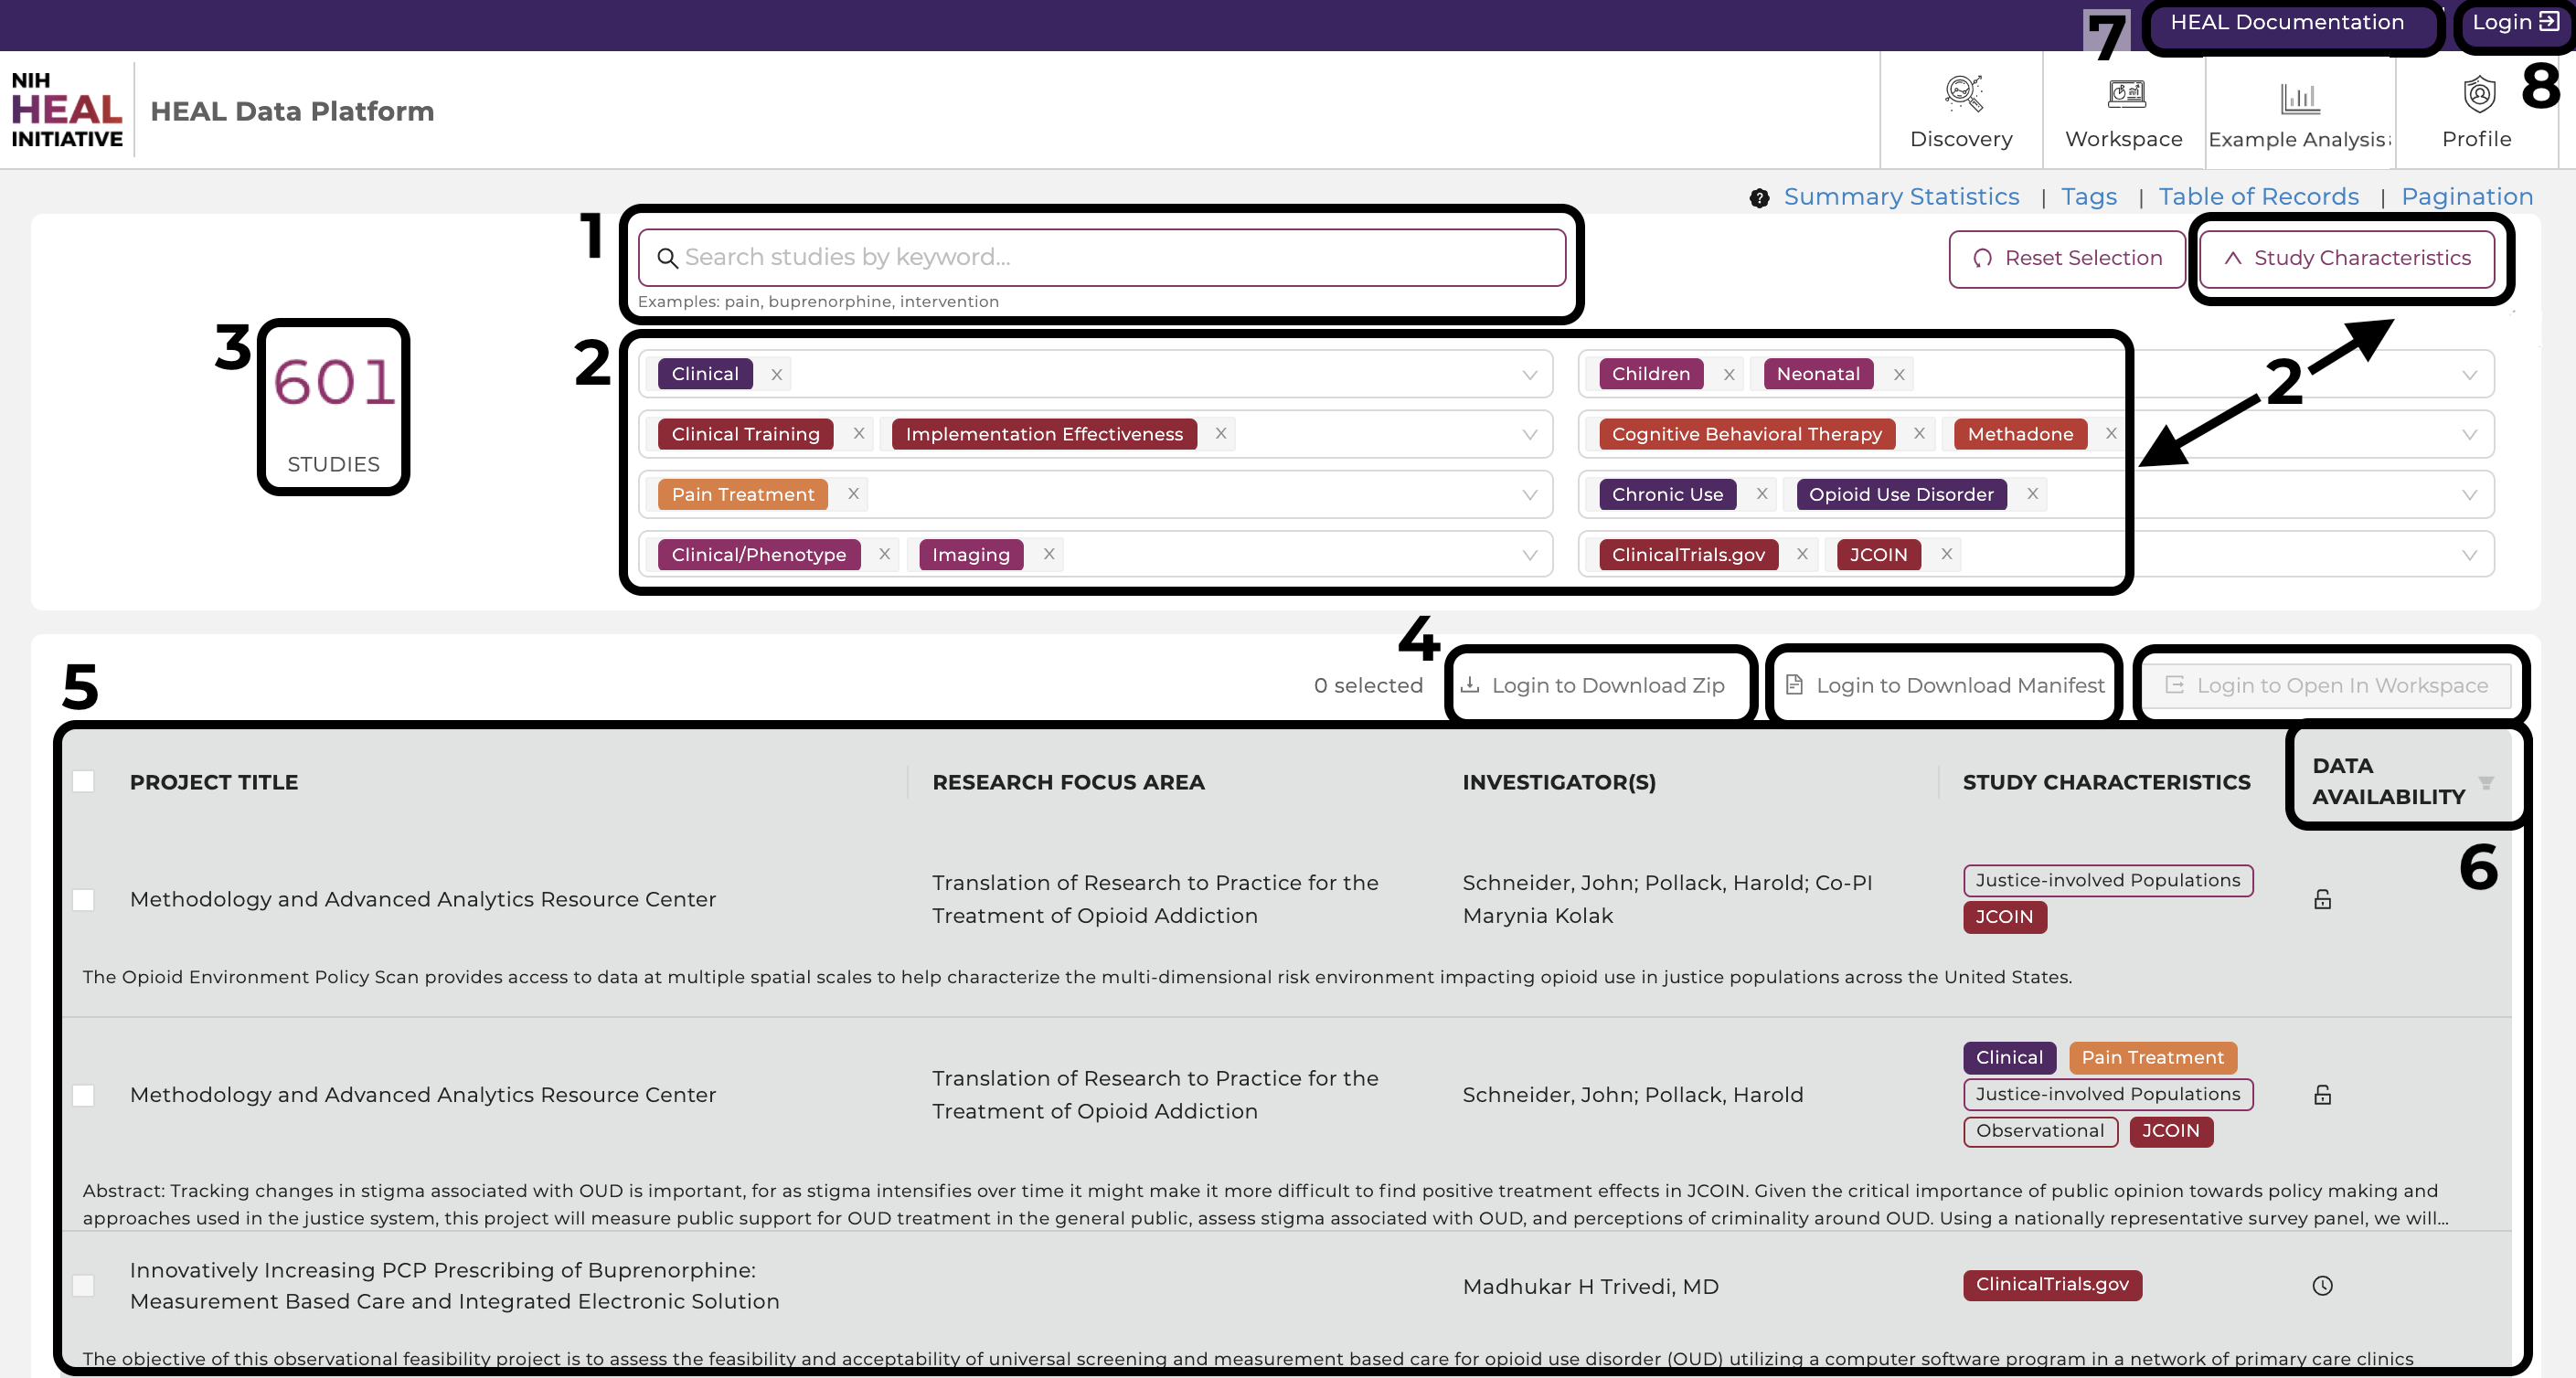 7 HEAL Documentation Login
8
NIH
HEAL
INITIATIVE
HEAL Data Platform
Discovery Workspace Example Analysis Profile
? Summary Statistics | Tags | Table of Records | Pagination
1
Search studies by keyword...
Reset Selection Study Characteristics
Examples: pain, buprenorphine, intervention
3
601
STUDIES
2
2
Clinical x Children x Neonatal x
Clinical Training x Implementation Effectiveness x Cognitive Behavioral Therapy x Methadone x
Pain Treatment x Chronic Use x Opioid Use Disorder x
Clinical/Phenotype x Imaging x ClinicalTrials.gov x JCOIN x
4
0 selected Login to Download Zip Login to Download Manifest Login to Open In Workspace
5
PROJECT TITLE RESEARCH FOCUS AREA INVESTIGATOR(S) STUDY CHARACTERISTICS DATA
AVAILABILITY
6
Methodology and Advanced Analytics Resource Center
Translation of Research to Practice for the
Treatment of Opioid Addiction
Schneider, John; Pollack, Harold; Co-PI
Marynia Kolak
Justice-involved Populations
JCOIN
The Opioid Environment Policy Scan provides access to data at multiple spatial scales to help characterize the multi-dimensional risk environment impacting opioid use in justice populations across the United States.
Methodology and Advanced Analytics Resource Center
Translation of Research to Practice for the
Treatment of Opioid Addiction
Schneider, John; Pollack, Harold
Clinical Pain Treatment
Justice-involved Populations
Observational JCOIN
Abstract: Tracking changes in stigma associated with OUD is important, for as stigma intensifies over time it might make it more difficult to find positive treatment effects in JCOIN. Given the critical importance of public opinion towards policy making and
approaches used in the justice system, this project will measure public support for OUD treatment in the general public, assess stigma associated with OUD, and perceptions of criminality around OUD. Using a nationally representative survey panel, we will...
Innovatively Increasing PCP Prescribing of Buprenorphine:
Measurement Based Care and Integrated Electronic Solution
Madhukar H Trivedi, MD
ClinicalTrials.gov
The objective of this observational feasibility project is to assess the feasibility and acceptability of universal screening and measurement based care for opioid use disorder (OUD) utilizing a computer software program in a network of primary care clinics